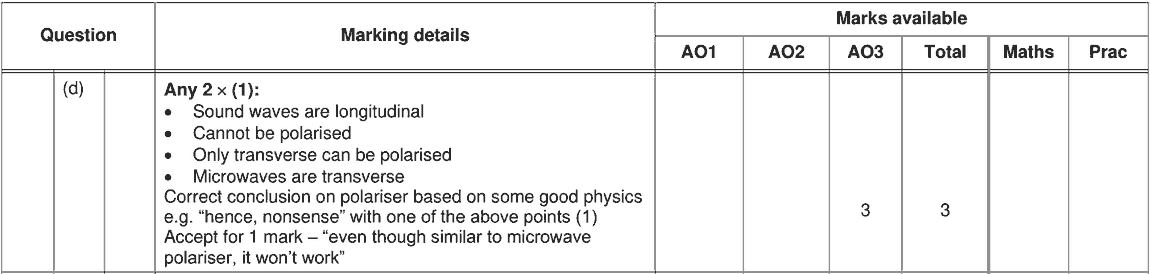 Question Marking details Marks available
AO1 AO2 AO3 Total Maths Prac
(d) Any 2 × (1):
• Sound waves are longitudinal
• Cannot be polarised
• Only transverse can be polarised
• Microwaves are transverse
Correct conclusion on polariser based on some good physics
e.g. “hence, nonsense” with one of the above points (1)
Accept for 1 mark – “even though similar to microwave
polariser, it won’t work”
3 3